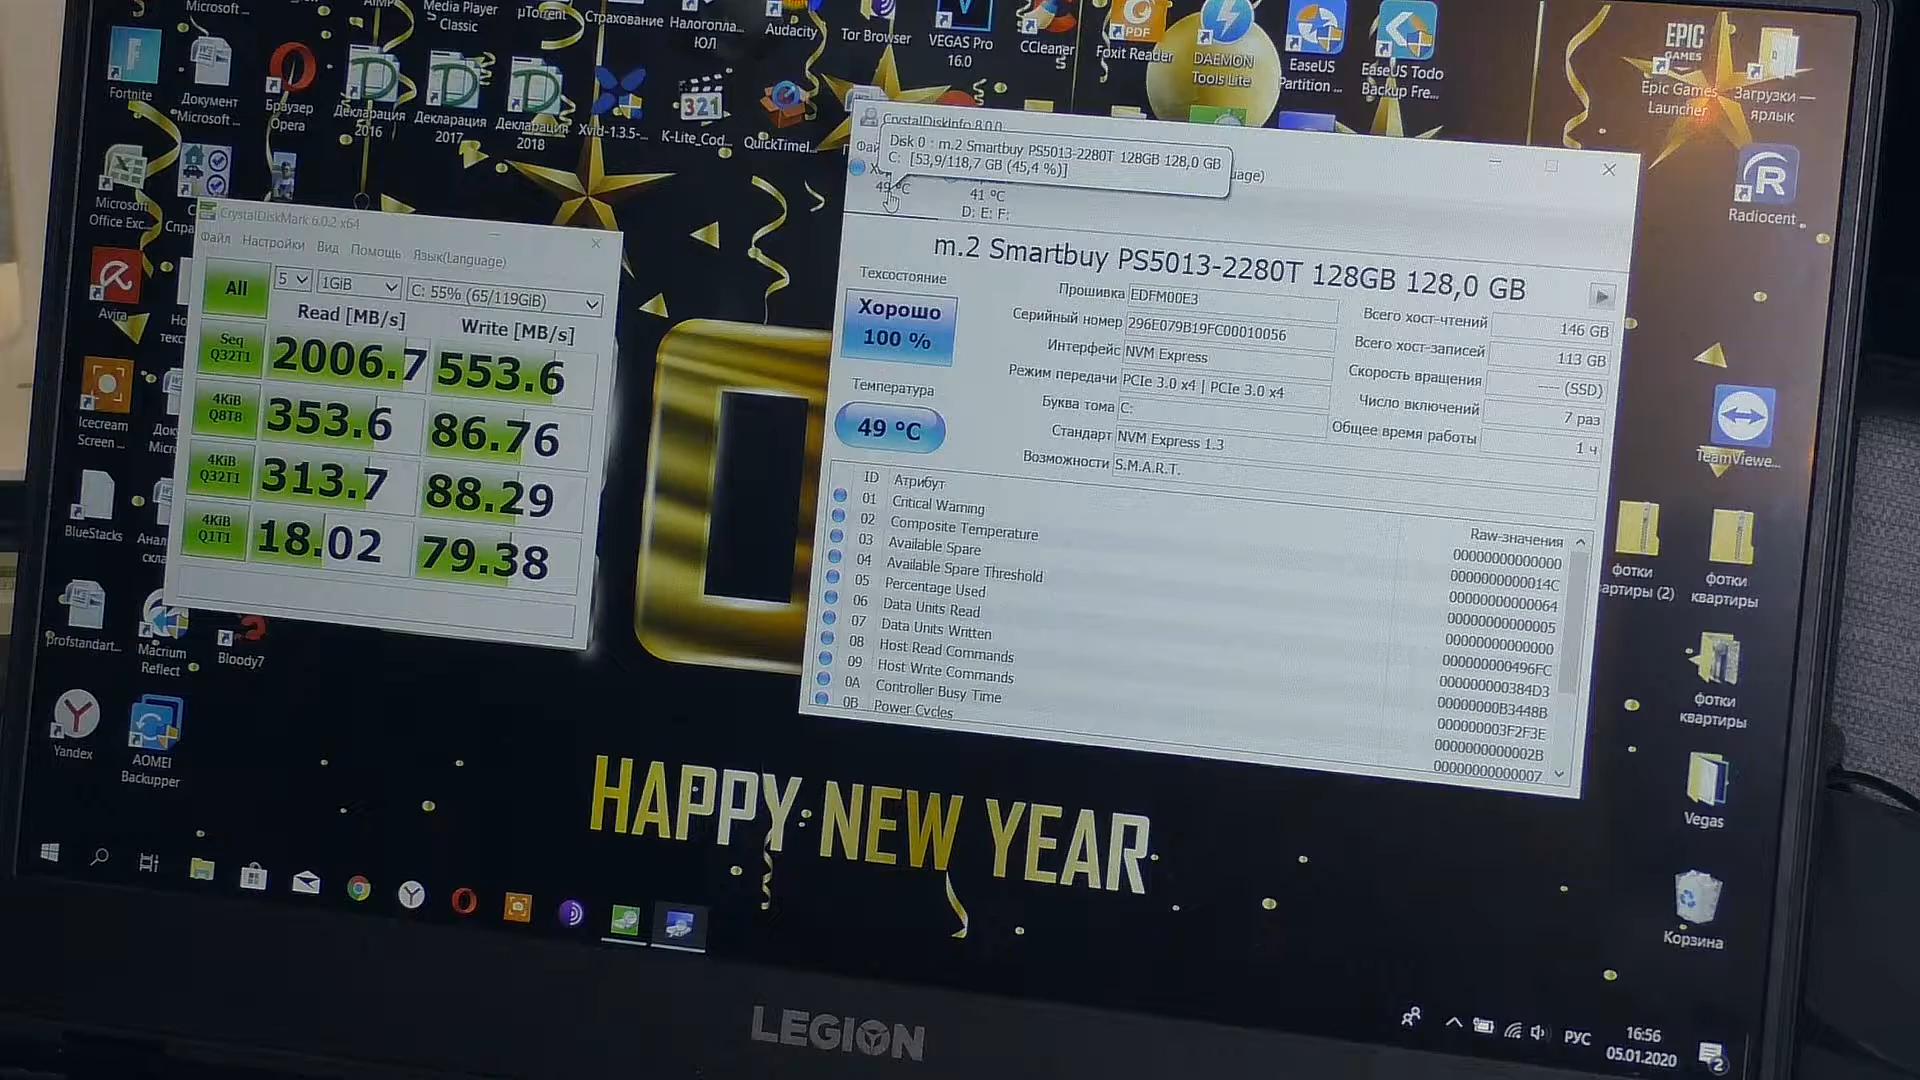 Microsoft...
Media Player
Classic
µTorrent
Страхование
Налогопла...
ЮЛ
Audacity
Tor Browser
VEGAS Pro
16.0
CCleaner
PDF
Foxit Reader
DAEMON
Tools Lite
EaseUS
Partition ...
EaseUS Todo
Backup Fre...
EPIC
GAMES
Epic Games
Launcher
Загрузки —
ярлык
Fortnite
Документ
Microsoft ...
Браузер
Opera
Декларация
2016
Декларация
2017
Декларация
2018
Xvid-1.3.5-...
321
K-Lite_Cod...
QuickTimeI...
Microsoft
Office Exc...
Avira
Icecream
Screen ...
BlueStacks
profstandart...
Macrium
Reflect
Bloody7
Yandex
AOMEI
Backupper
Radiocent...
TeamViewe...
фотки
квартиры (2)
фотки
квартиры
фотки
квартиры
Vegas
Корзина
CrystalDiskMark 6.0.2 x64
Файл Настройки Вид Помощь Язык(Language)
All 5 1GiB C: 55% (65/119GiB)
Read [MB/s] Write [MB/s]
Seq
Q32T1 2006.7 553.6
4KiB
Q8T8 353.6 86.76
4KiB
Q32T1 313.7 88.29
4KiB
Q1T1 18.02 79.38
CrystalDiskInfo 8.0.0
Disk 0 : m.2 Smartbuy PS5013-2280T 128GB 128,0 GB
C: [53,9/118,7 GB (45,4 %)]
49 °C 41 °C
D: E: F:
m.2 Smartbuy PS5013-2280T 128GB 128,0 GB
Техсостояние
Хорошо
100 %
Температура
49 °C
Прошивка EDFM00E3
Серийный номер 296E079B19FC00010056
Интерфейс NVM Express
Режим передачи PCIe 3.0 x4 | PCIe 3.0 x4
Буква тома C:
Стандарт NVM Express 1.3
Возможности S.M.A.R.T.
Всего хост-чтений 146 GB
Всего хост-записей 113 GB
Скорость вращения ---- (SSD)
Число включений 7 раз
Общее время работы 1 ч
ID Атрибут Raw-значения
01 Critical Warning 000000000000
02 Composite Temperature 00000000014C
03 Available Spare 000000000064
04 Available Spare Threshold 000000000005
05 Percentage Used 000000000000
06 Data Units Read 0000000496FC
07 Data Units Written 0000000384D3
08 Host Read Commands 000000B3448B
09 Host Write Commands 0000003F2F3E
0A Controller Busy Time 00000000002B
0B Power Cycles 000000000007
HAPPY NEW YEAR
РУС
16:56
05.01.2020
2
LEGION